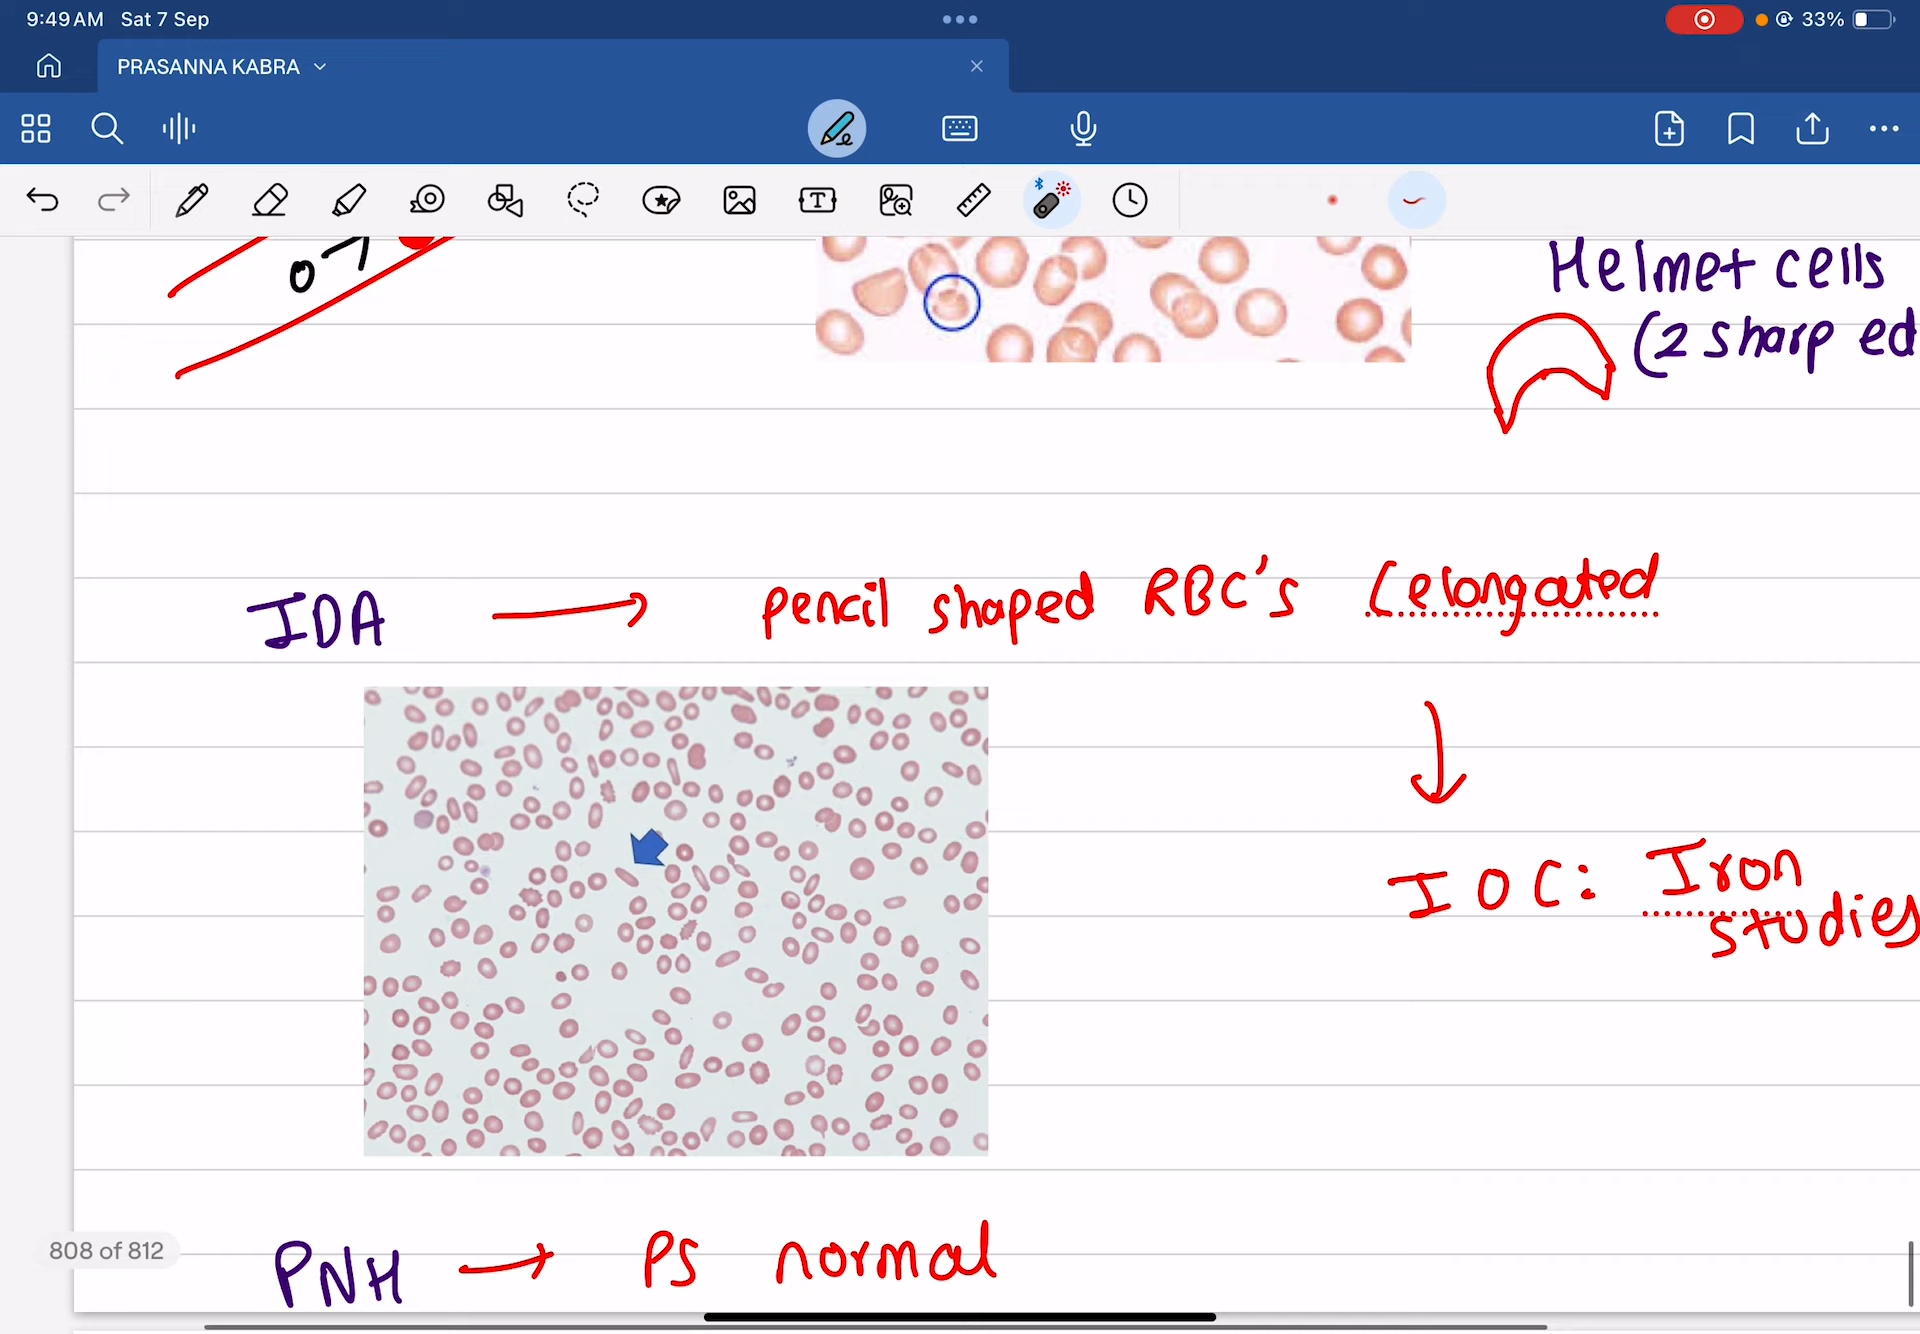 9:49 AM Sat 7 Sep
33%
PRASANNA KABRA
Helmet cells
(2 sharp ed
IDA → pencil shaped RBC's (elongated
IOC: Iron
studies
808 of 812
PNH → PS normal